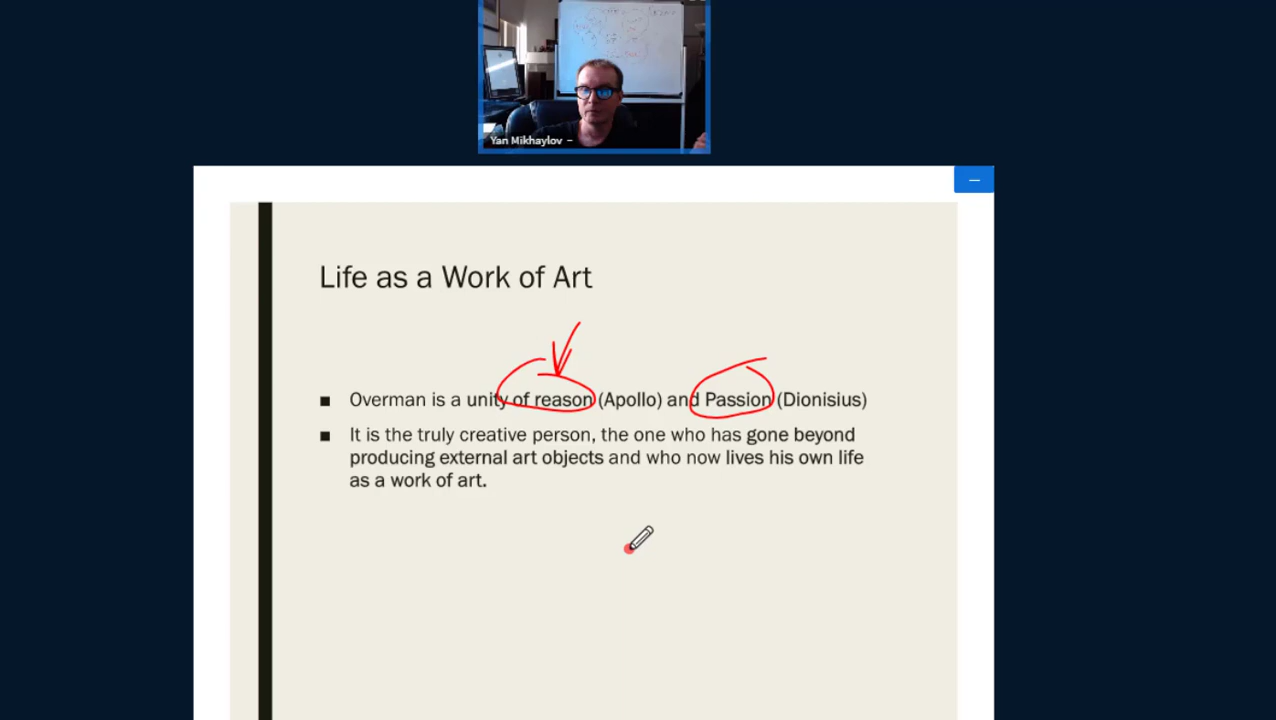 Yan Mikhaylov
Life as a Work of Art
■ Overman is a unity of reason (Apollo) and Passion (Dionisius)
■ It is the truly creative person, the one who has gone beyond
producing external art objects and who now lives his own life
as a work of art.